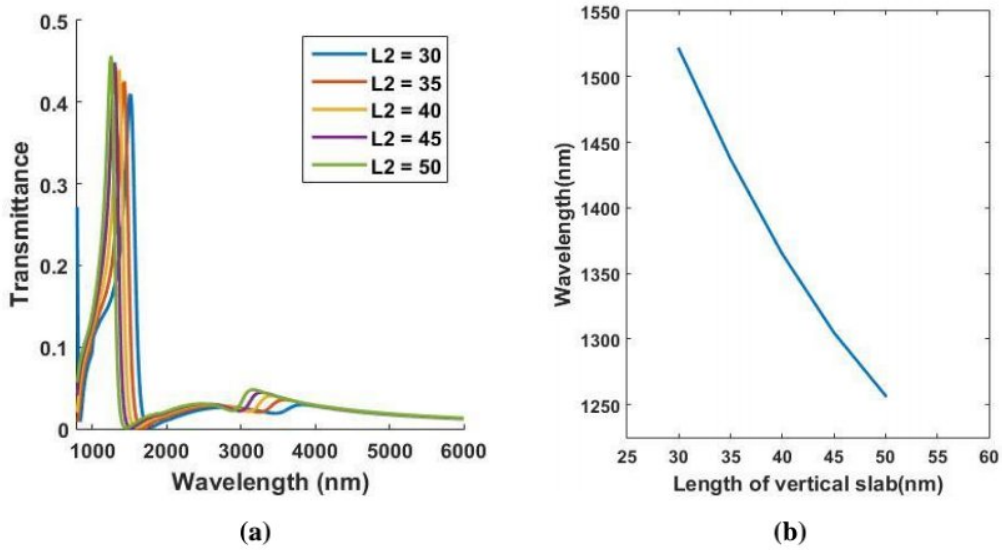 0.5
0.4
0.3
0.2
0.1
0
Transmittance
L2 = 30
L2 = 35
L2 = 40
L2 = 45
L2 = 50
1000 2000 3000 4000 5000 6000
Wavelength (nm)
(a)
1550
1500
1450
1400
1350
1300
1250
Wavelength(nm)
25 30 35 40 45 50 55 60
Length of vertical slab(nm)
(b)